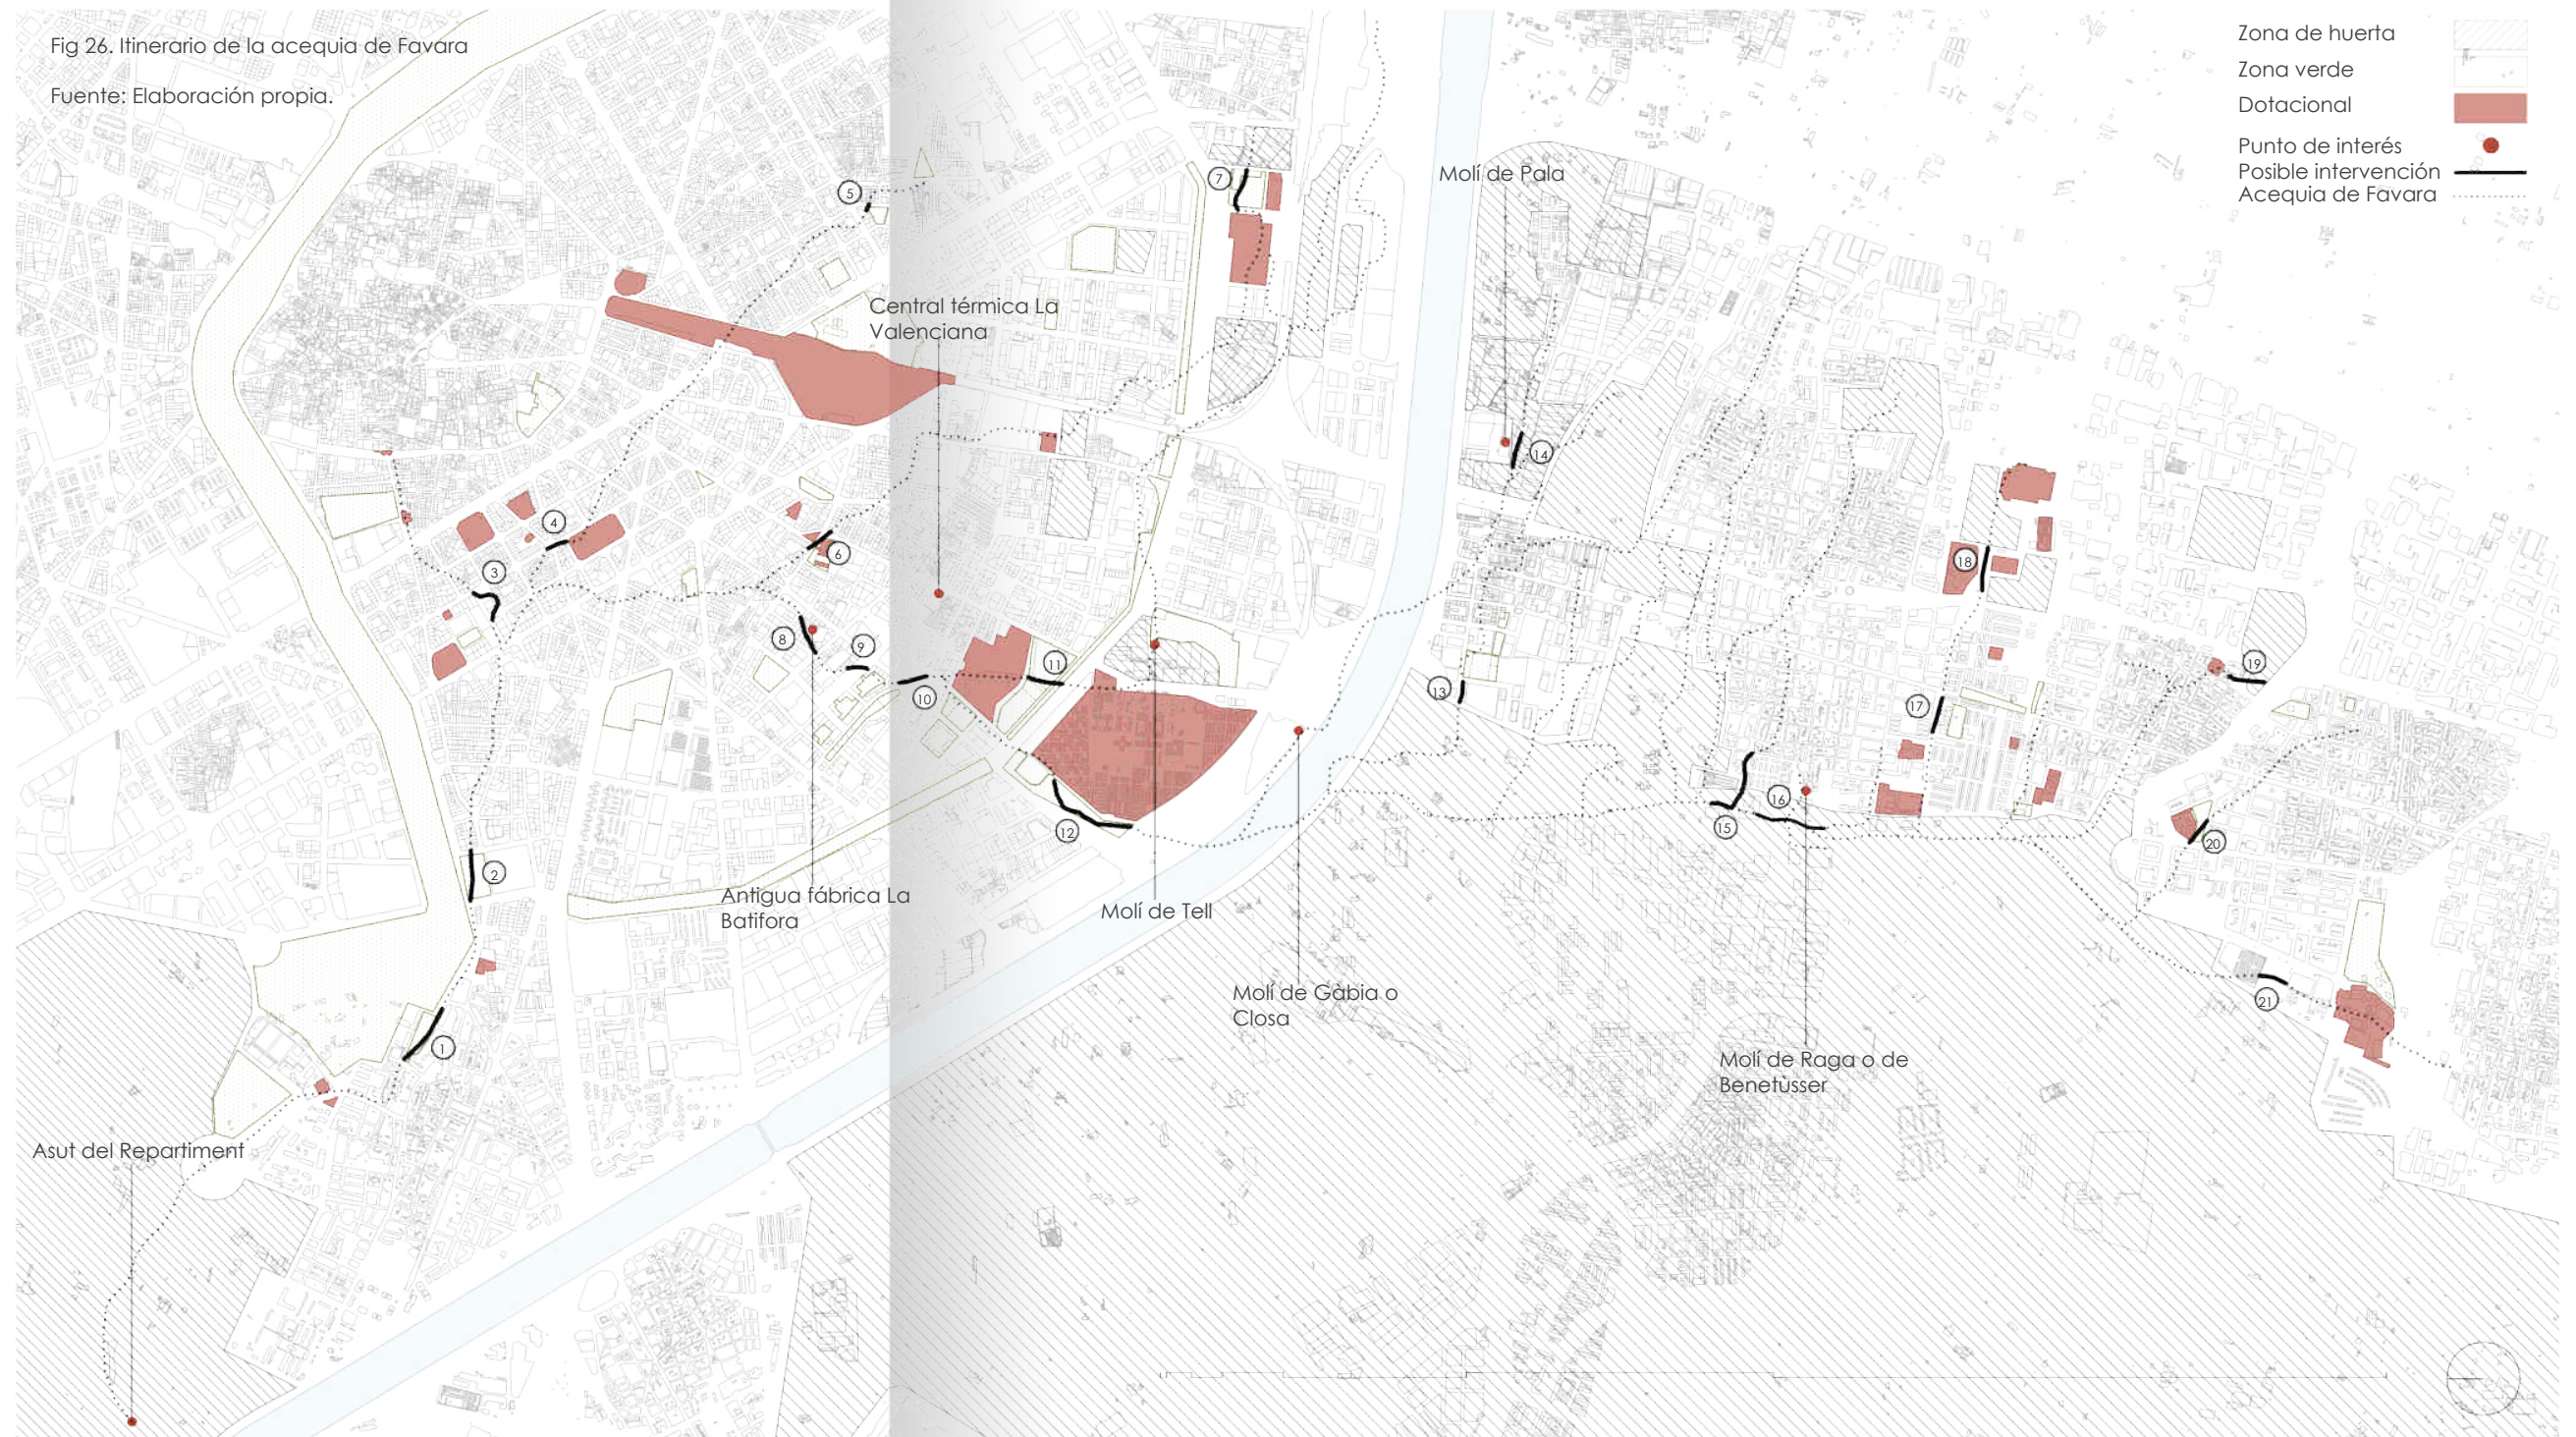 Fig 26. Itinerario de la acequia de Favara
Fuente: Elaboración propia.
Zona de huerta
Zona verde
Dotacional
Punto de interés
Posible intervención
Acequia de Favara
Molí de Pala
Central térmica La
Valenciana
Antigua fábrica La
Batifora
Molí de Tell
Molí de Gàbia o
Closa
Molí de Raga o de
Benetùsser
Asut del Repartiment
1
2
3
4
5
6
7
8
9
10
11
12
13
14
15
16
17
18
19
20
21